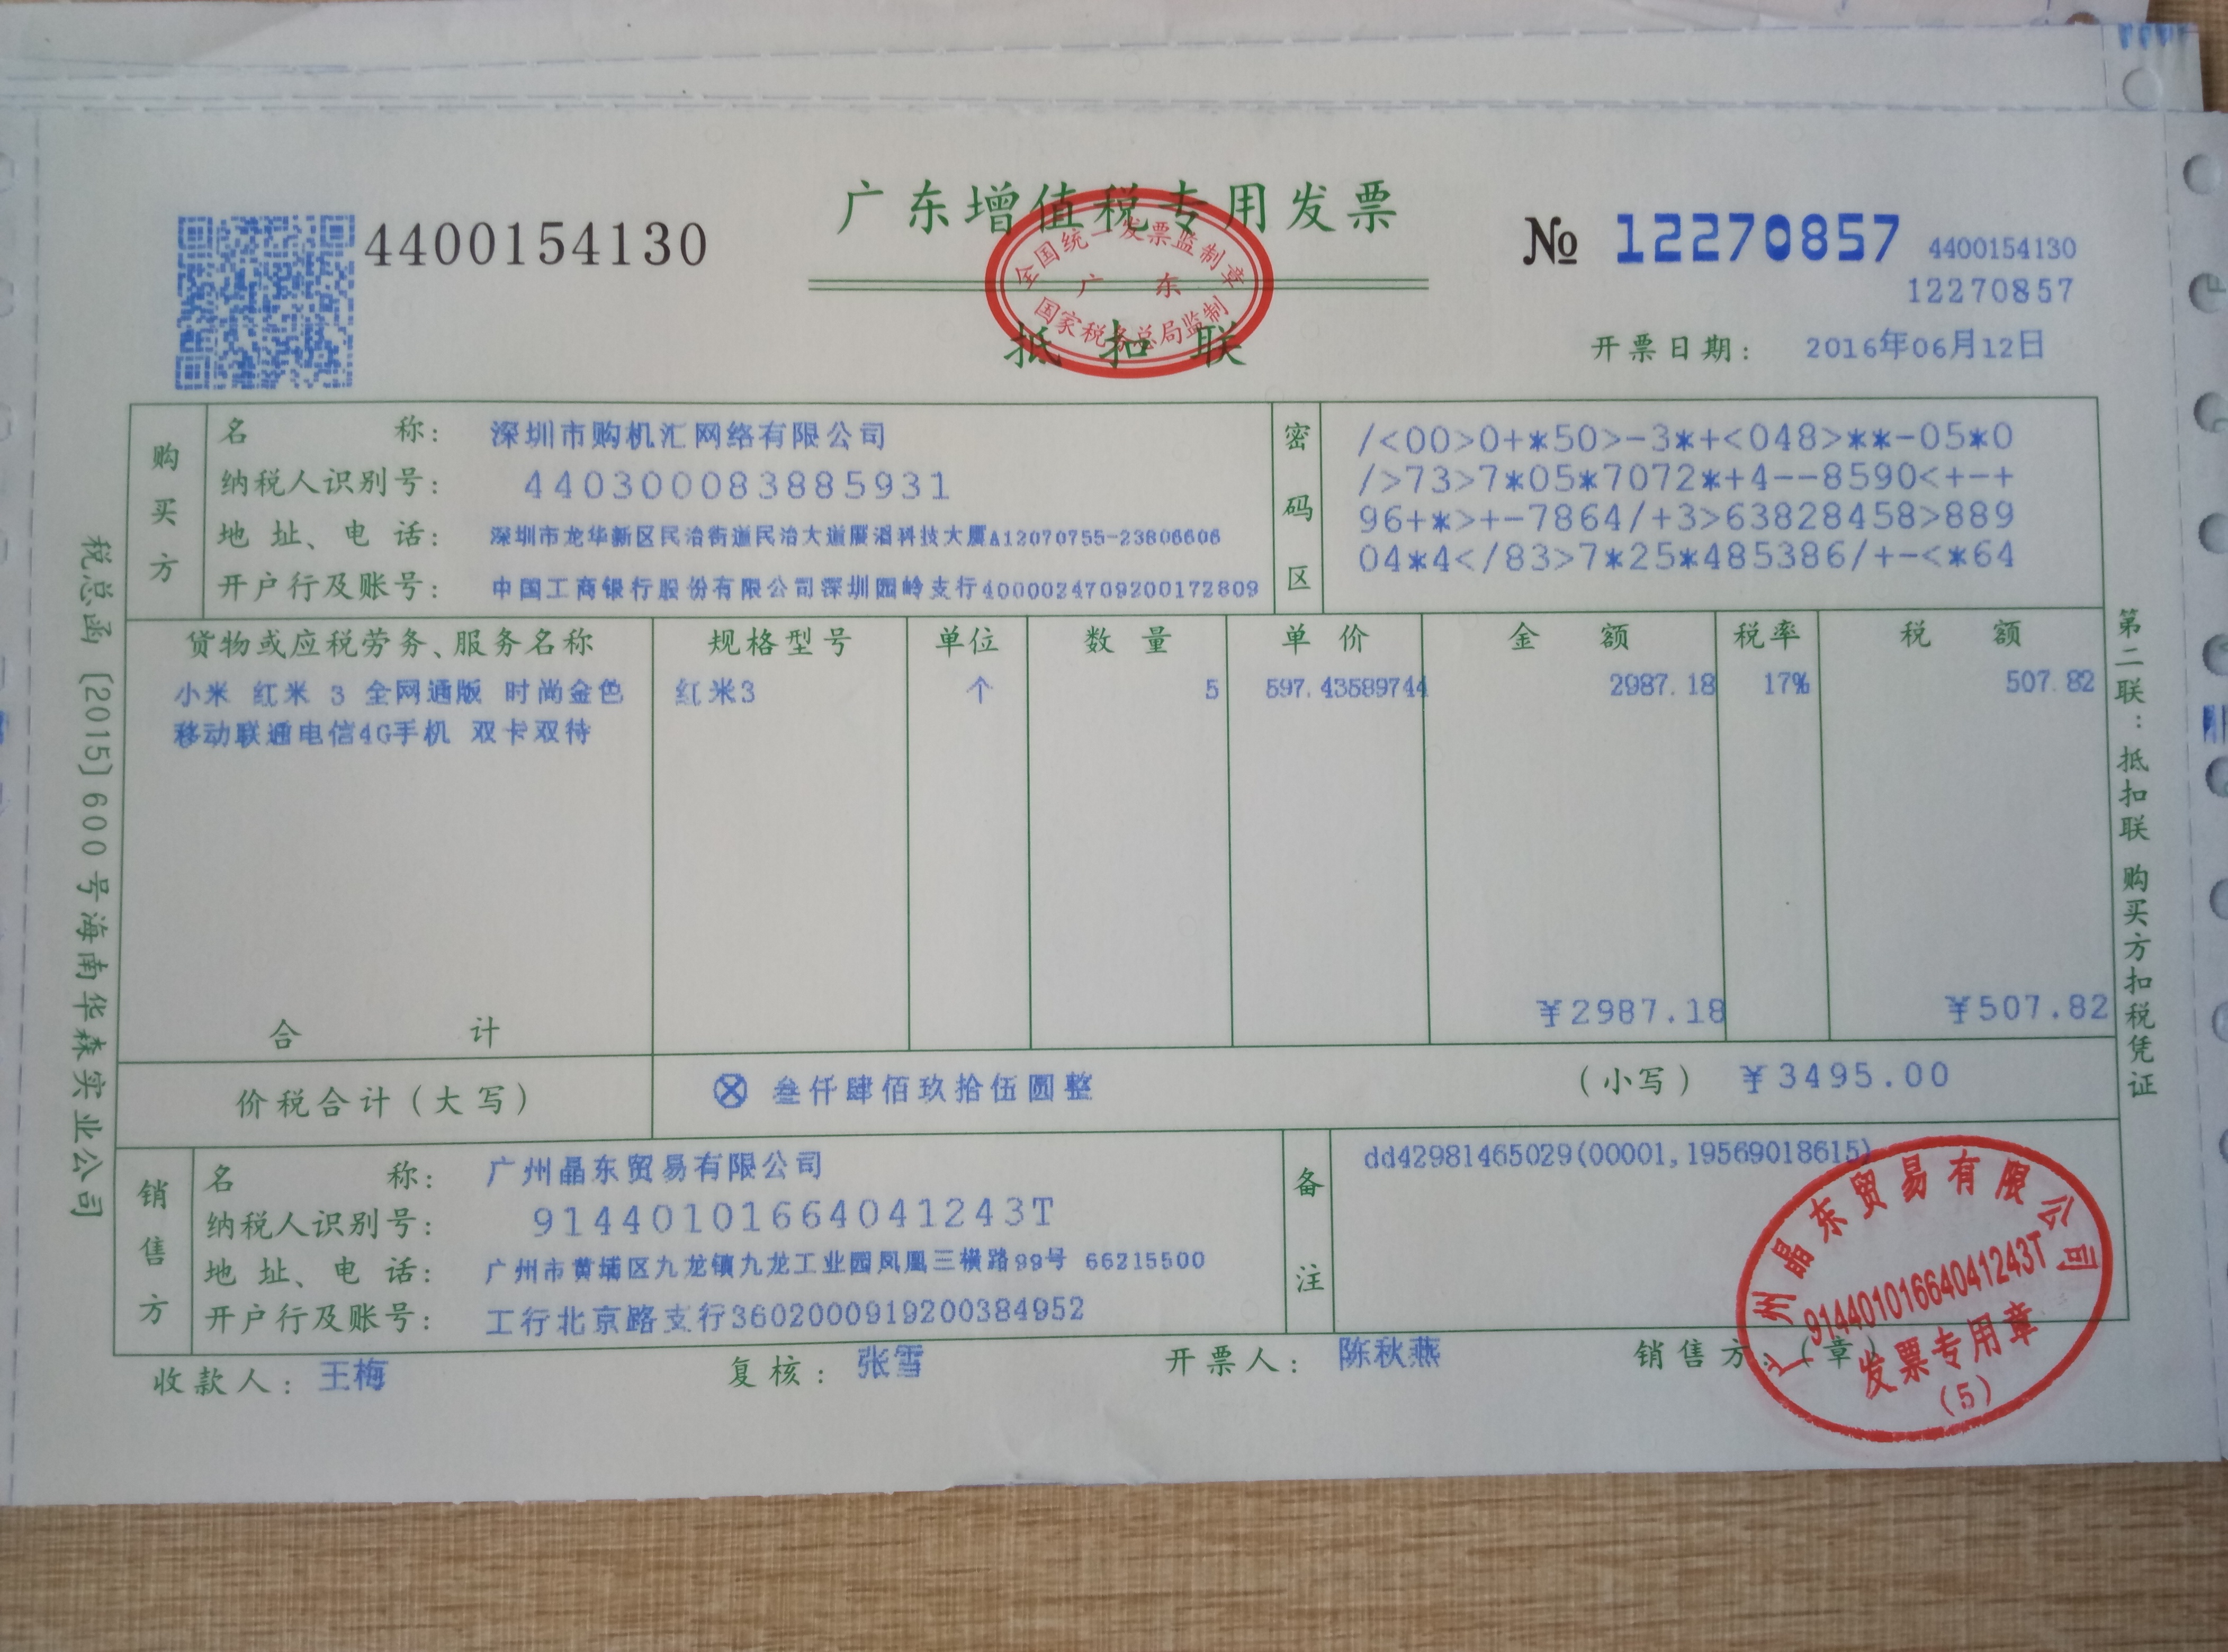 广东增值税专用发票
4400154130
№ 12270857
4400154130
12270857
全国统一发票监制章
广 东
国家税务总局监制
抵 扣 联
开票日期: 2016年06月12日
购买方
名 称: 深圳市购机汇网络有限公司
纳税人识别号: 440300083885931
地 址、电 话: 深圳市龙华新区民治街道民治大道展滔科技大厦A12070755-23806606
开户行及账号: 中国工商银行股份有限公司深圳园岭支行4000024709200172809
密码区
/<00>0+*50>-3*+<048>**-05*0
/>73>7*05*7072*+4--8590<+-+
96+*>+-7864/+3>63828458>889
04*4</83>7*25*485386/+-<*64
货物或应税劳务、服务名称 规格型号 单位 数 量 单 价 金 额 税率 税 额
小米 红米 3 全网通版 时尚金色 红米3 个 5 597.43589744 2987.18 17% 507.82
移动联通电信4G手机 双卡双待
合 计 ¥2987.18 ¥507.82
价税合计(大写) ⊗ 叁仟肆佰玖拾伍圆整 (小写) ¥3495.00
销售方
名 称: 广州晶东贸易有限公司
纳税人识别号: 91440101664041243T
地 址、电 话: 广州市黄埔区九龙镇九龙工业园凤凰三横路99号 66215500
开户行及账号: 工行北京路支行3602000919200384952
备注
dd42981465029(00001,19569018615)
收款人: 王梅 复核: 张雪 开票人: 陈秋燕 销售方:(章)
广州晶东贸易有限公司
91440101664041243T
发票专用章
(5)
税总函〔2015〕600号海南华森实业公司
第二联:抵扣联 购买方扣税凭证